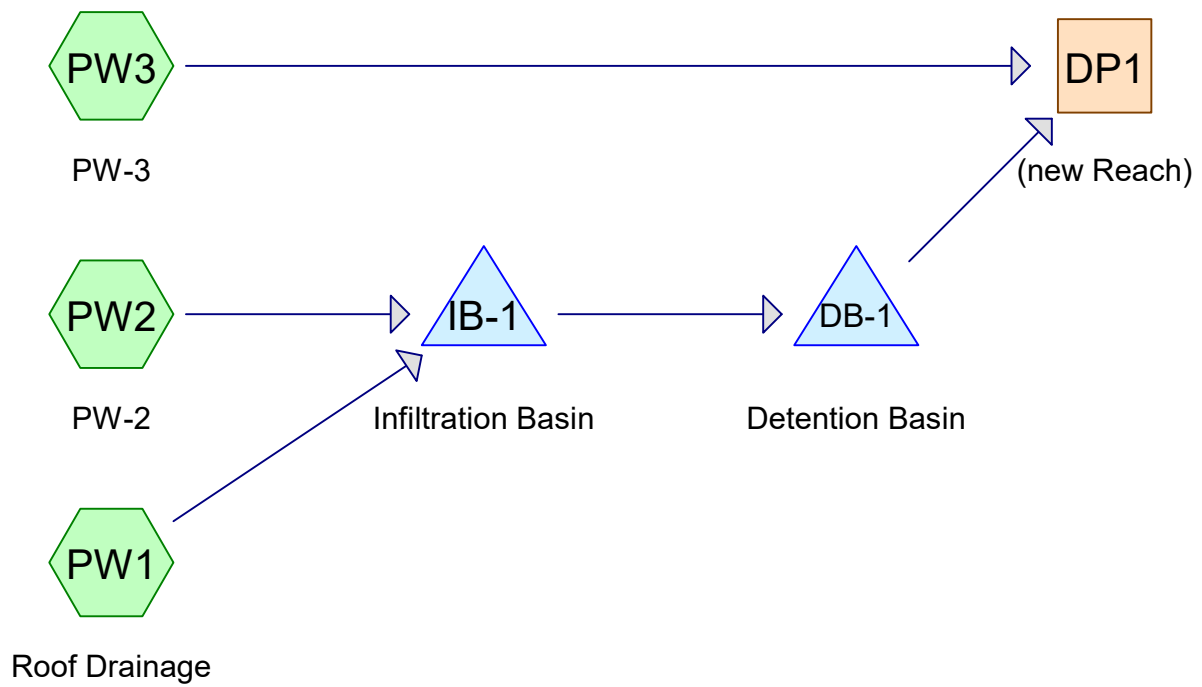 PW3
DP1
PW-3
(new Reach)
PW2
IB-1
DB-1
PW-2
Infiltration Basin
Detention Basin
PW1
Roof Drainage